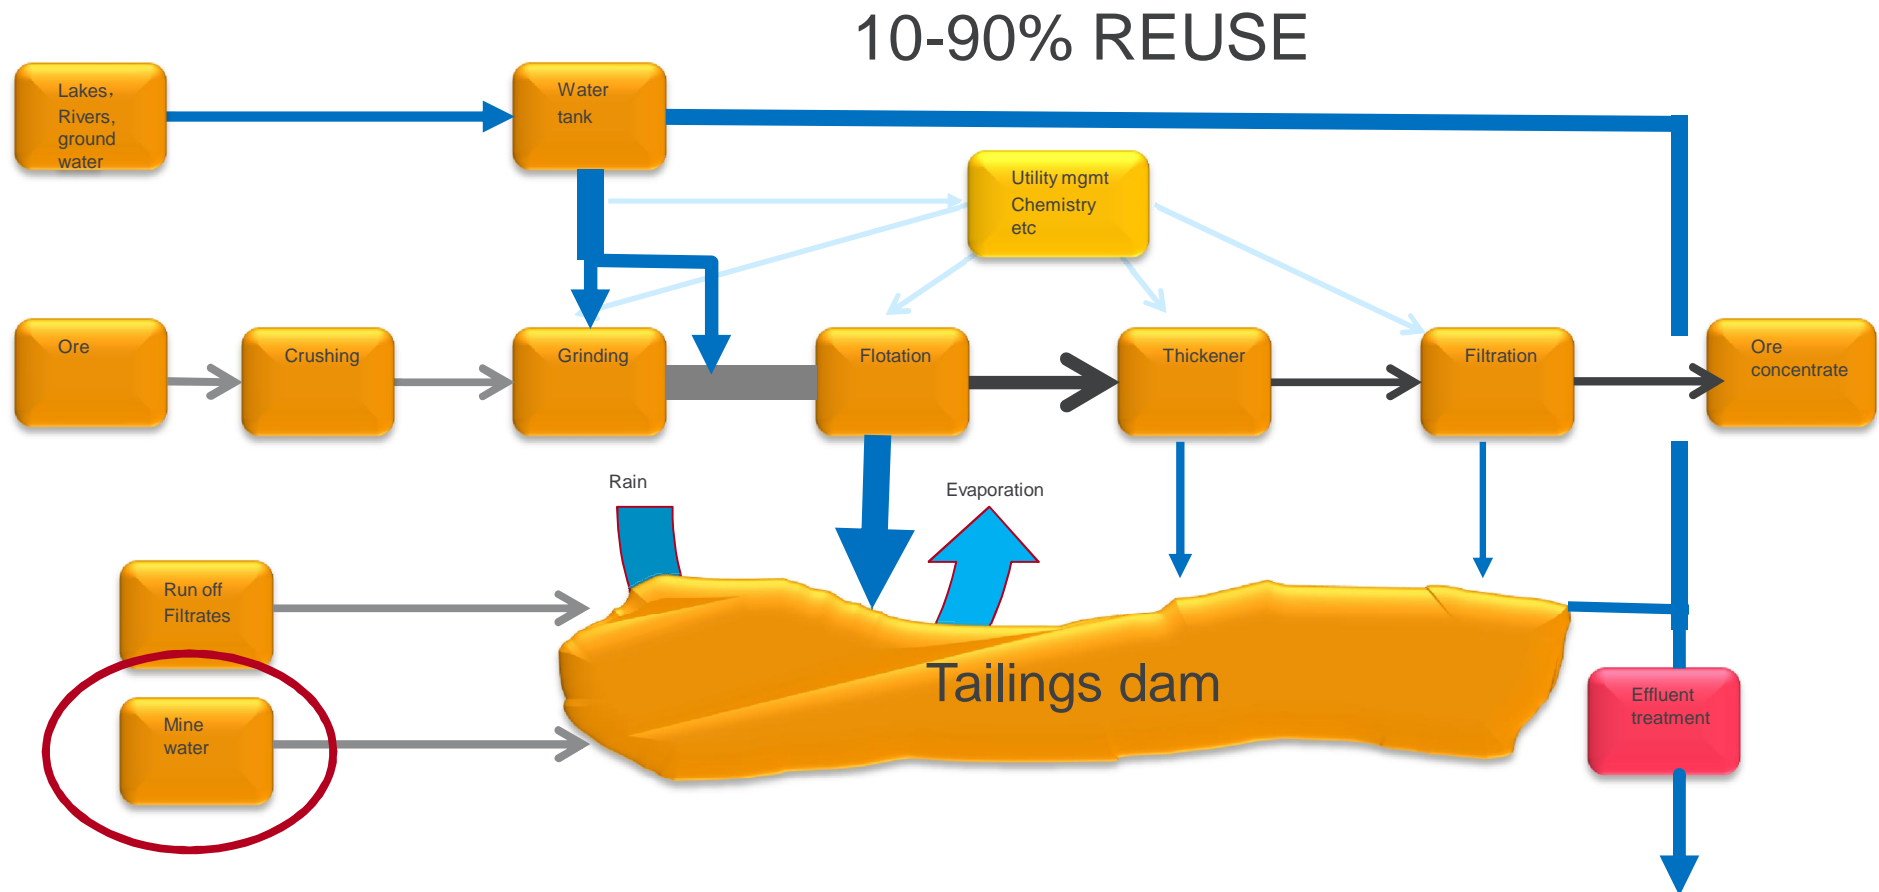 10-90% REUSE
Lakes,
Rivers,
ground
water
Water
tank
Utility mgmt
Chemistry
etc
Ore
Crushing
Grinding
Flotation
Thickener
Filtration
Ore
concentrate
Rain
Evaporation
Run off
Filtrates
Mine
water
Tailings dam
Effluent
treatment